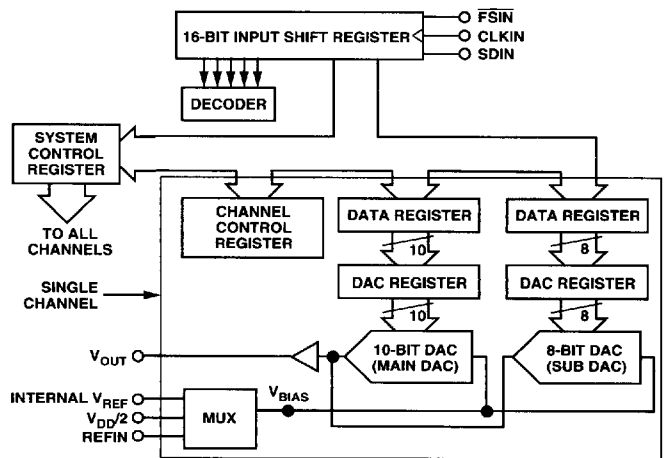 FSIN
16-BIT INPUT SHIFT REGISTER
CLKIN
SDIN
DECODER
SYSTEM
CONTROL
REGISTER
TO ALL
CHANNELS
CHANNEL
CONTROL
REGISTER
DATA REGISTER
DATA REGISTER
10
8
DAC REGISTER
DAC REGISTER
10
8
SINGLE
CHANNEL
10-BIT DAC
(MAIN DAC)
8-BIT DAC
(SUB DAC)
VOUT
INTERNAL VREF
VDD/2
REFIN
MUX
VBIAS